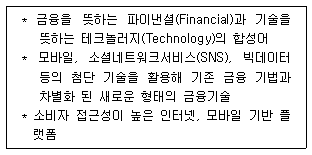 * 금융을 뜻하는 파이낸셜(Financial)과 기술을
뜻하는 테크놀러지(Technology)의 합성어
* 모바일, 소셜네트워크서비스(SNS), 빅데이터
등의 첨단 기술을 활용해 기존 금융 기법과
차별화 된 새로운 형태의 금융기술
* 소비자 접근성이 높은 인터넷, 모바일 기반 플
랫폼